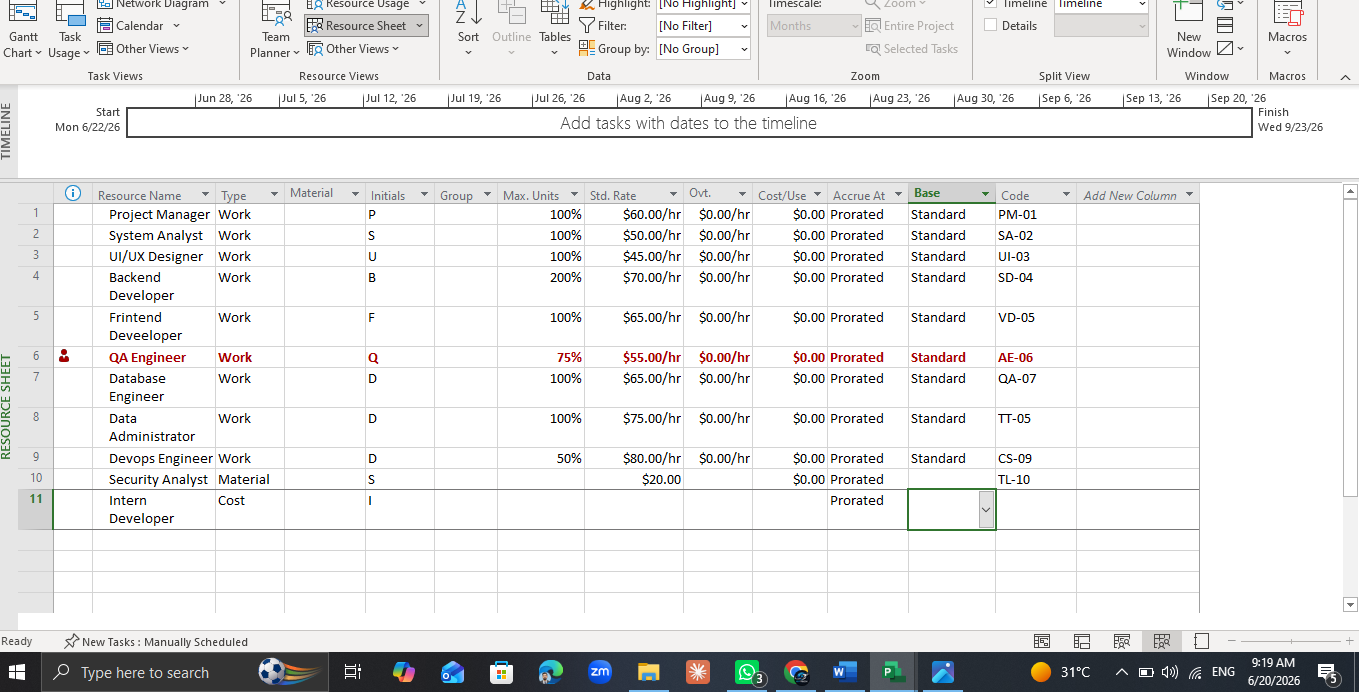 Network Diagram
Resource Usage
Highlight: [No Highlight]
Timescale:
Zoom
Timeline Timeline
Calendar
Resource Sheet
Filter: [No Filter]
Months
Entire Project
Details
Gantt Chart
Task Usage
Other Views
Team Planner
Other Views
Sort
Outline
Tables
Group by: [No Group]
Selected Tasks
New Window
Macros
Task Views
Resource Views
Data
Zoom
Split View
Window
Macros
TIMELINE
Jun 28, '26 Jul 5, '26 Jul 12, '26 Jul 19, '26 Jul 26, '26 Aug 2, '26 Aug 9, '26 Aug 16, '26 Aug 23, '26 Aug 30, '26 Sep 6, '26 Sep 13, '26 Sep 20, '26
Start
Mon 6/22/26
Add tasks with dates to the timeline
Finish
Wed 9/23/26
RESOURCE SHEET
Resource Name Type Material Initials Group Max. Units Std. Rate Ovt. Cost/Use Accrue At Base Code Add New Column
1 Project Manager Work P 100% $60.00/hr $0.00/hr $0.00 Prorated Standard PM-01
2 System Analyst Work S 100% $50.00/hr $0.00/hr $0.00 Prorated Standard SA-02
3 UI/UX Designer Work U 100% $45.00/hr $0.00/hr $0.00 Prorated Standard UI-03
4 Backend Work B 200% $70.00/hr $0.00/hr $0.00 Prorated Standard SD-04
Developer
5 Frintend Work F 100% $65.00/hr $0.00/hr $0.00 Prorated Standard VD-05
Deveeloper
6 QA Engineer Work Q 75% $55.00/hr $0.00/hr $0.00 Prorated Standard AE-06
7 Database Work D 100% $65.00/hr $0.00/hr $0.00 Prorated Standard QA-07
Engineer
8 Data Work D 100% $75.00/hr $0.00/hr $0.00 Prorated Standard TT-05
Administrator
9 Devops Engineer Work D 50% $80.00/hr $0.00/hr $0.00 Prorated Standard CS-09
10 Security Analyst Material S $20.00 $0.00 Prorated TL-10
11 Intern Cost I Prorated
Developer
Ready
New Tasks : Manually Scheduled
Type here to search
zm
3
W
P
31°C
ENG
9:19 AM
6/20/2026
5